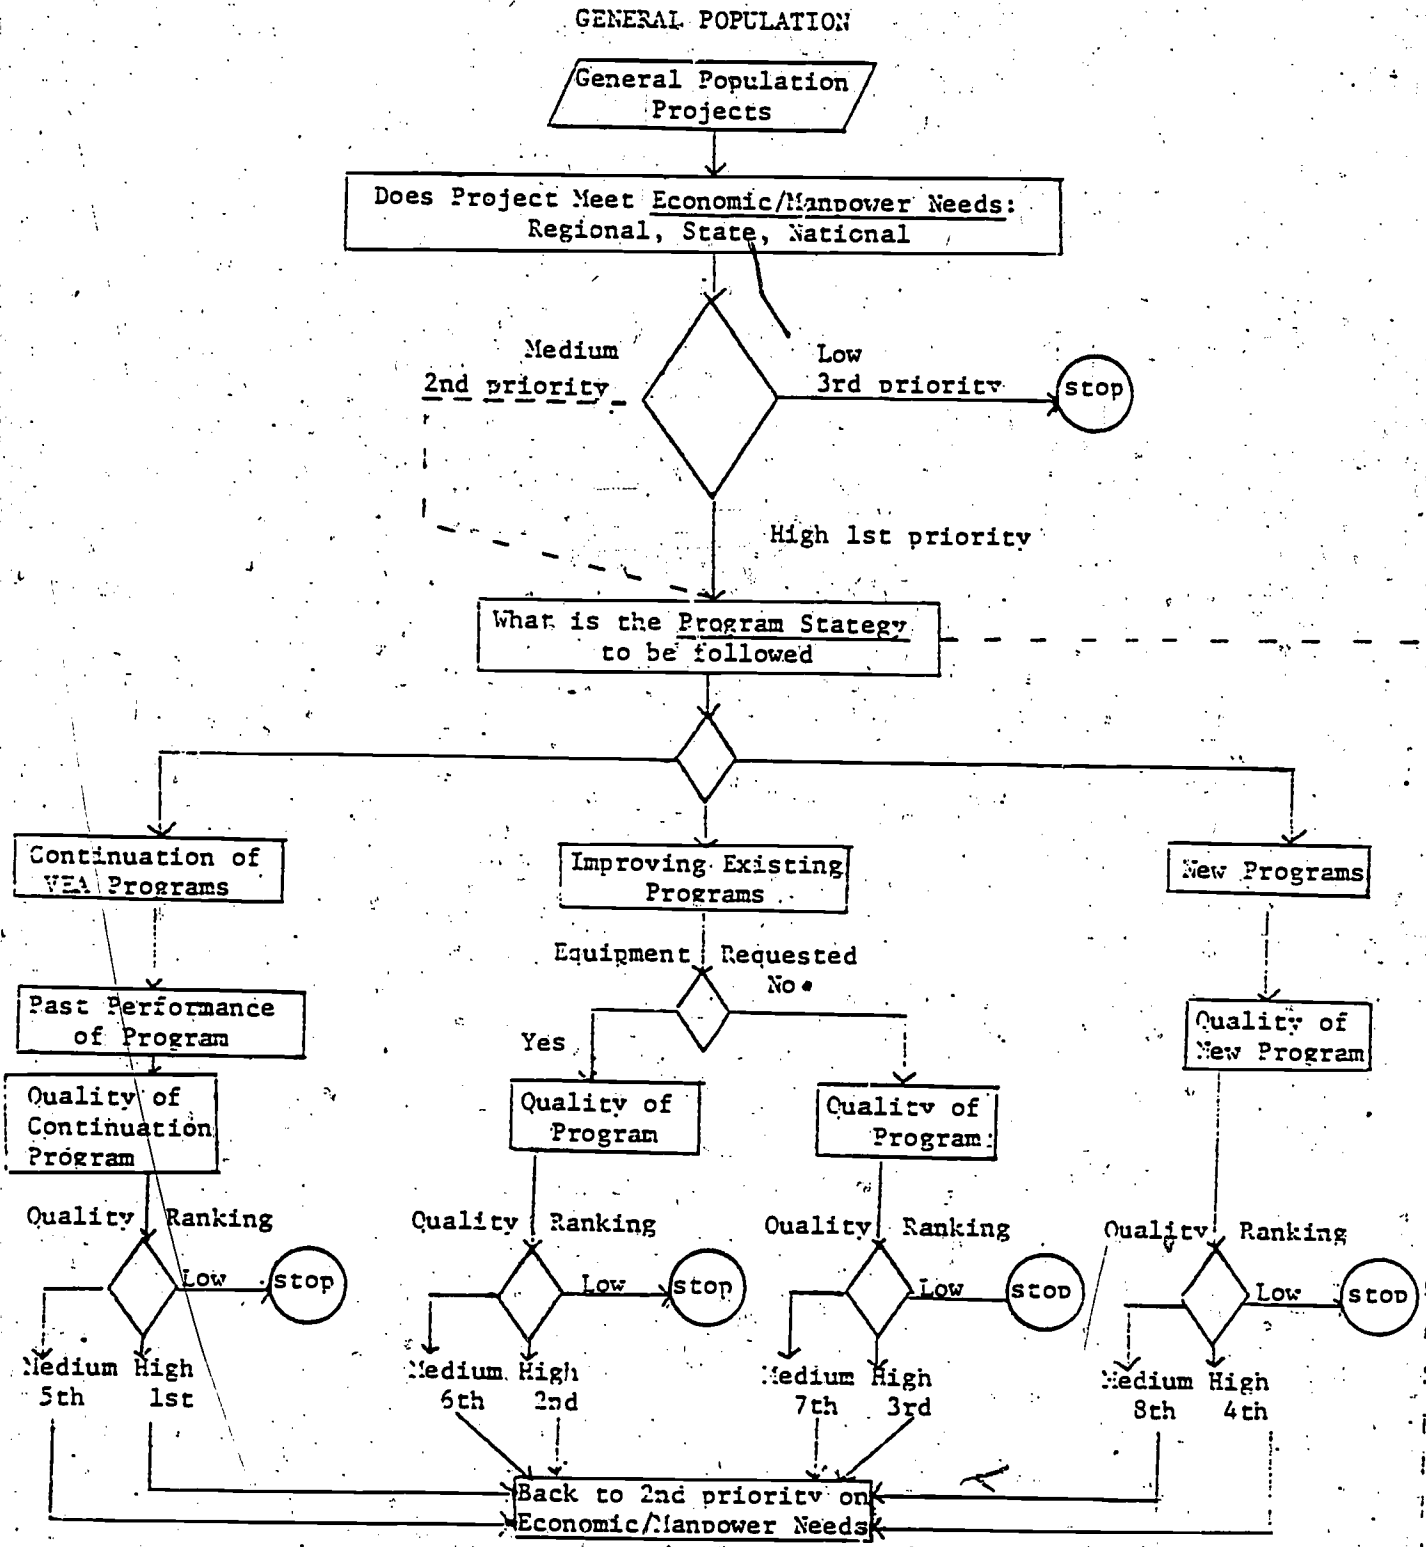 GENERAL POPULATION
General Population
Projects
Does Project Meet Economic/Manpower Needs:
Regional, State, National
Medium
2nd priority
Low
3rd priority
stop
High 1st priority
What is the Program Stategy
to be followed
Continuation of
VEA Programs
Improving Existing
Programs
New Programs
Equipment Requested
No
Yes
Past Performance
of Program
Quality of
New Program
Quality of
Continuation
Program
Quality of
Program
Quality of
Program
Quality Ranking
Low
stop
Medium High
5th 1st
Quality Ranking
Low
stop
Medium High
6th 2nd
Quality Ranking
Low
stop
Medium High
7th 3rd
Quality Ranking
Low
stop
Medium High
8th 4th
Back to 2nd priority on
Economic/Manpower Needs